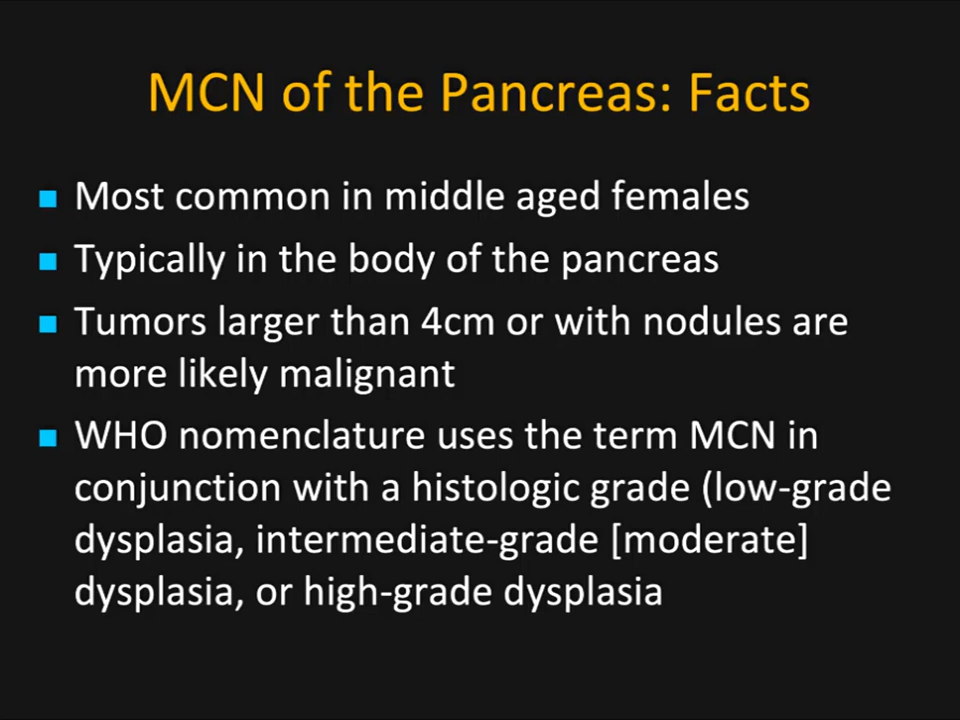 MCN of the Pancreas: Facts
Most common in middle aged females
Typically in the body of the pancreas
Tumors larger than 4cm or with nodules are
more likely malignant
WHO nomenclature uses the term MCN in
conjunction with a histologic grade (low-grade
dysplasia, intermediate-grade [moderate]
dysplasia, or high-grade dysplasia